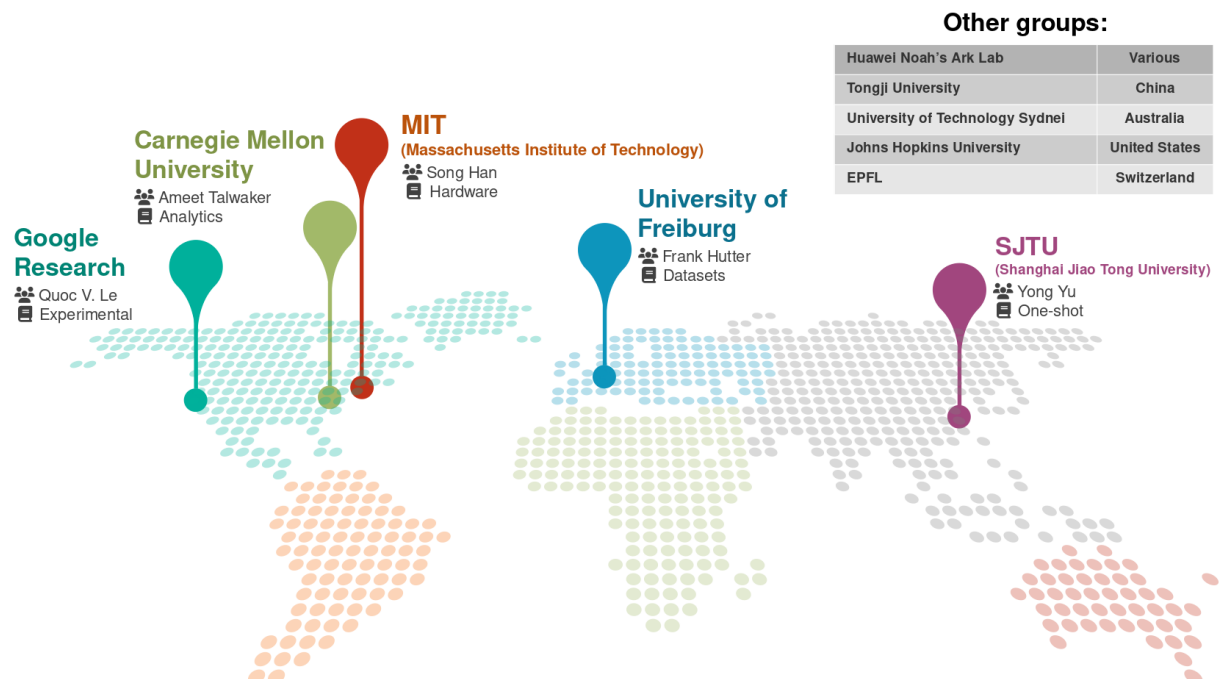 Other groups:
Huawei Noah's Ark Lab Various
Tongji University China
University of Technology Sydnei Australia
Johns Hopkins University United States
EPFL Switzerland
MIT
(Massachusetts Institute of Technology)
Song Han
Hardware
Carnegie Mellon
University
Ameet Talwaker
Analytics
University of
Freiburg
Frank Hutter
Datasets
Google
Research
Quoc V. Le
Experimental
SJTU
(Shanghai Jiao Tong University)
Yong Yu
One-shot